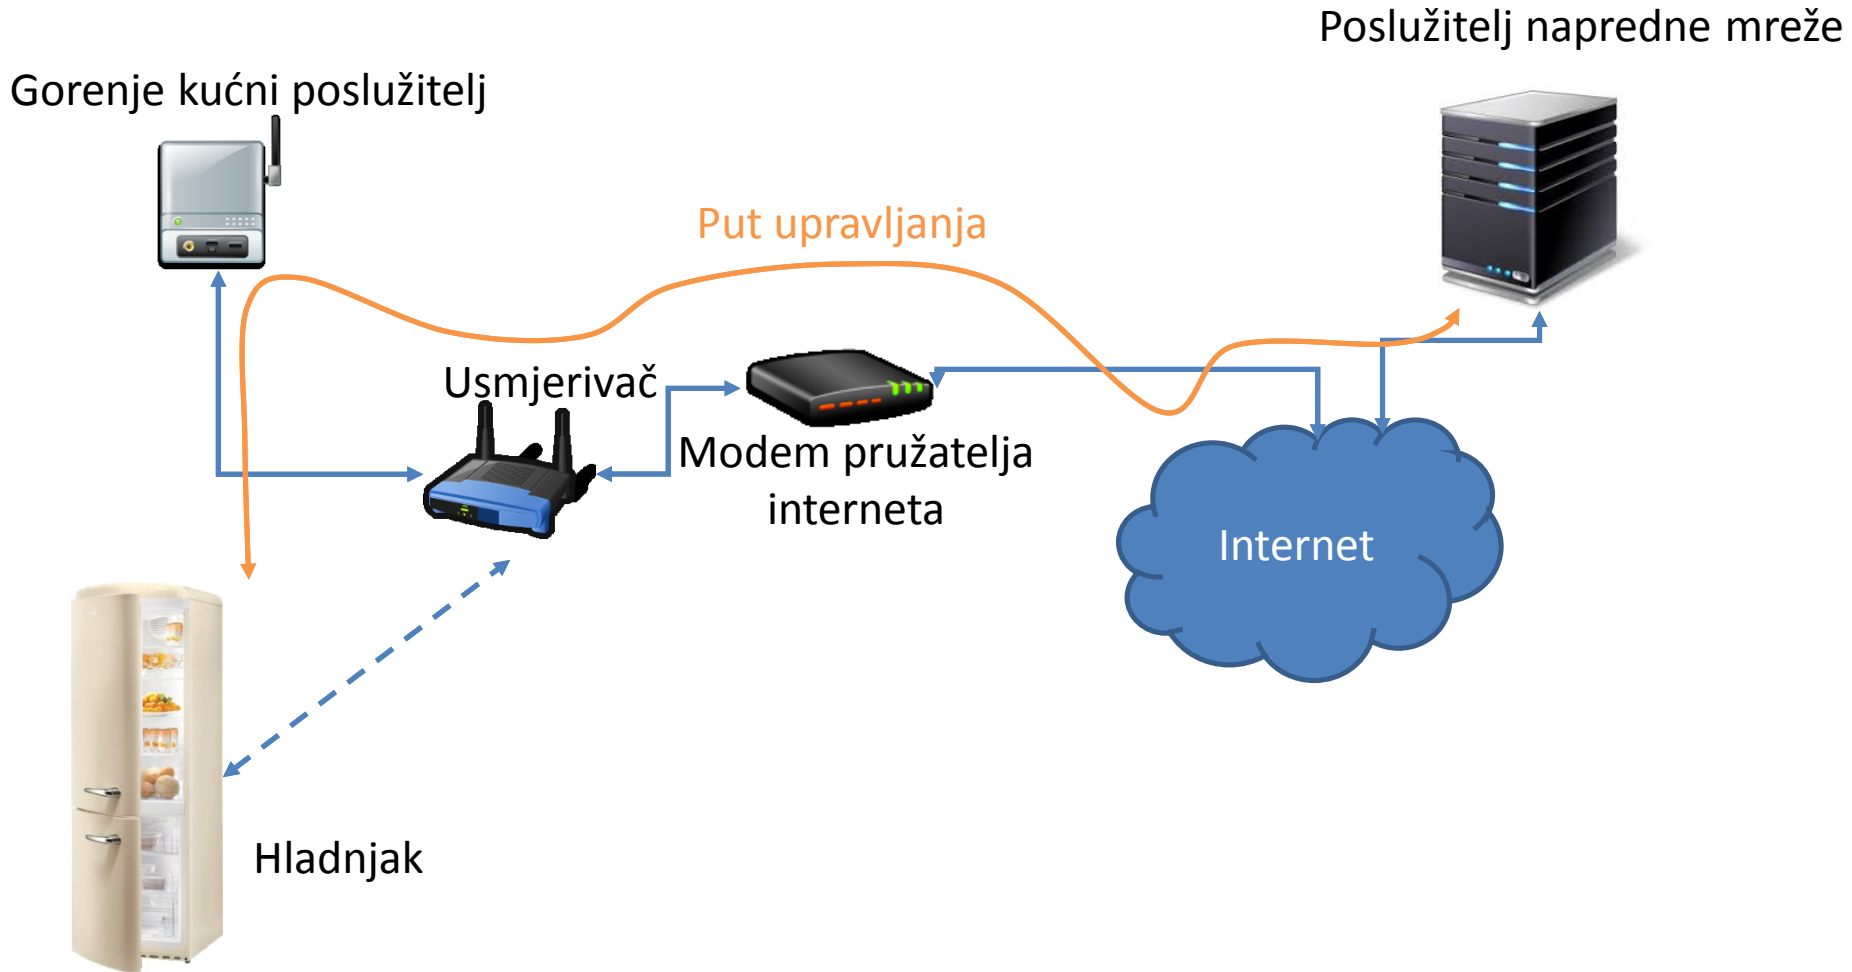 Poslužitelj napredne mreže
Gorenje kućni poslužitelj
Put upravljanja
Usmjerivač
Modem pružatelja
interneta
Internet
Hladnjak